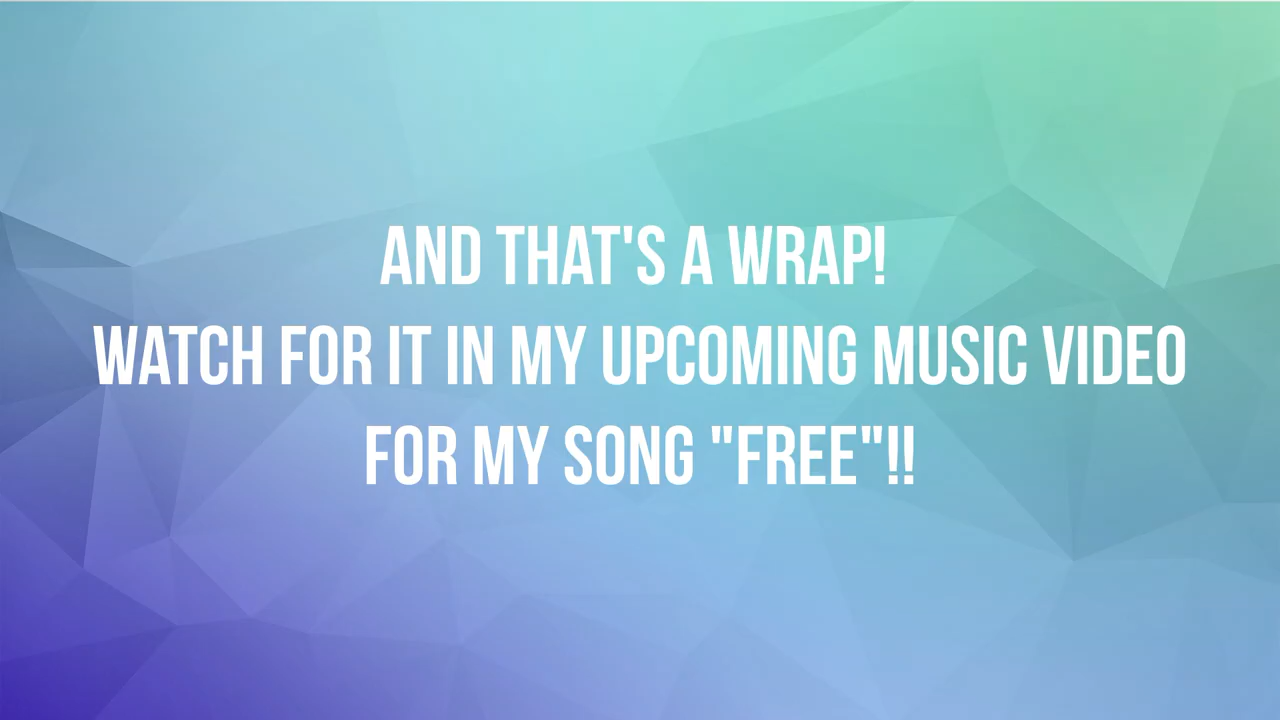 AND THAT'S A WRAP!
WATCH FOR IT IN MY UPCOMING MUSIC VIDEO
FOR MY SONG "FREE"!!